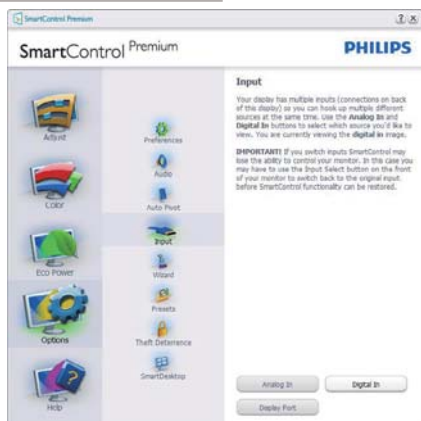 SmartControl Premium
SmartControl Premium
PHILIPS
Adjust
Color
Eco Power
Options
Help
Preferences
Audio
Auto Pivot
Input
Wizard
Presets
Theft Deterrence
SmartDesktop
Input
Your display has multiple inputs (connections on back
of this display) so you can hook up multiple different
sources at the same time. Use the Analog In and
Digital In buttons to select which source you'd like to
view. You are currently viewing the digital in image.
IMPORTANT! If you switch inputs SmartControl may
lose the ability to control your monitor. In this case you
may have to use the Input Select button on the front
of your monitor to switch back to the original input
before SmartControl functionality can be restored.
Analog In
Digital In
Display Port